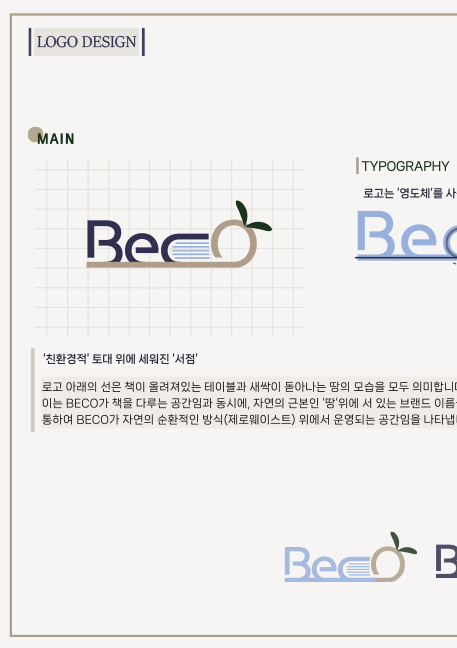 LOGO DESIGN
MAIN
Beco
TYPOGRAPHY
로고는 '영도체'를 사
Bec
'친환경적' 토대 위에 세워진 '서점'
로고 아래의 선은 책이 올려져있는 테이블과 새싹이 돋아나는 땅의 모습을 모두 의미합니다
이는 BECO가 책을 다루는 공간임과 동시에, 자연의 근본인 '땅'위에 서 있는 브랜드 이름
통하여 BECO가 자연의 순환적인 방식(제로웨이스트) 위에서 운영되는 공간임을 나타냅니
Beco
B